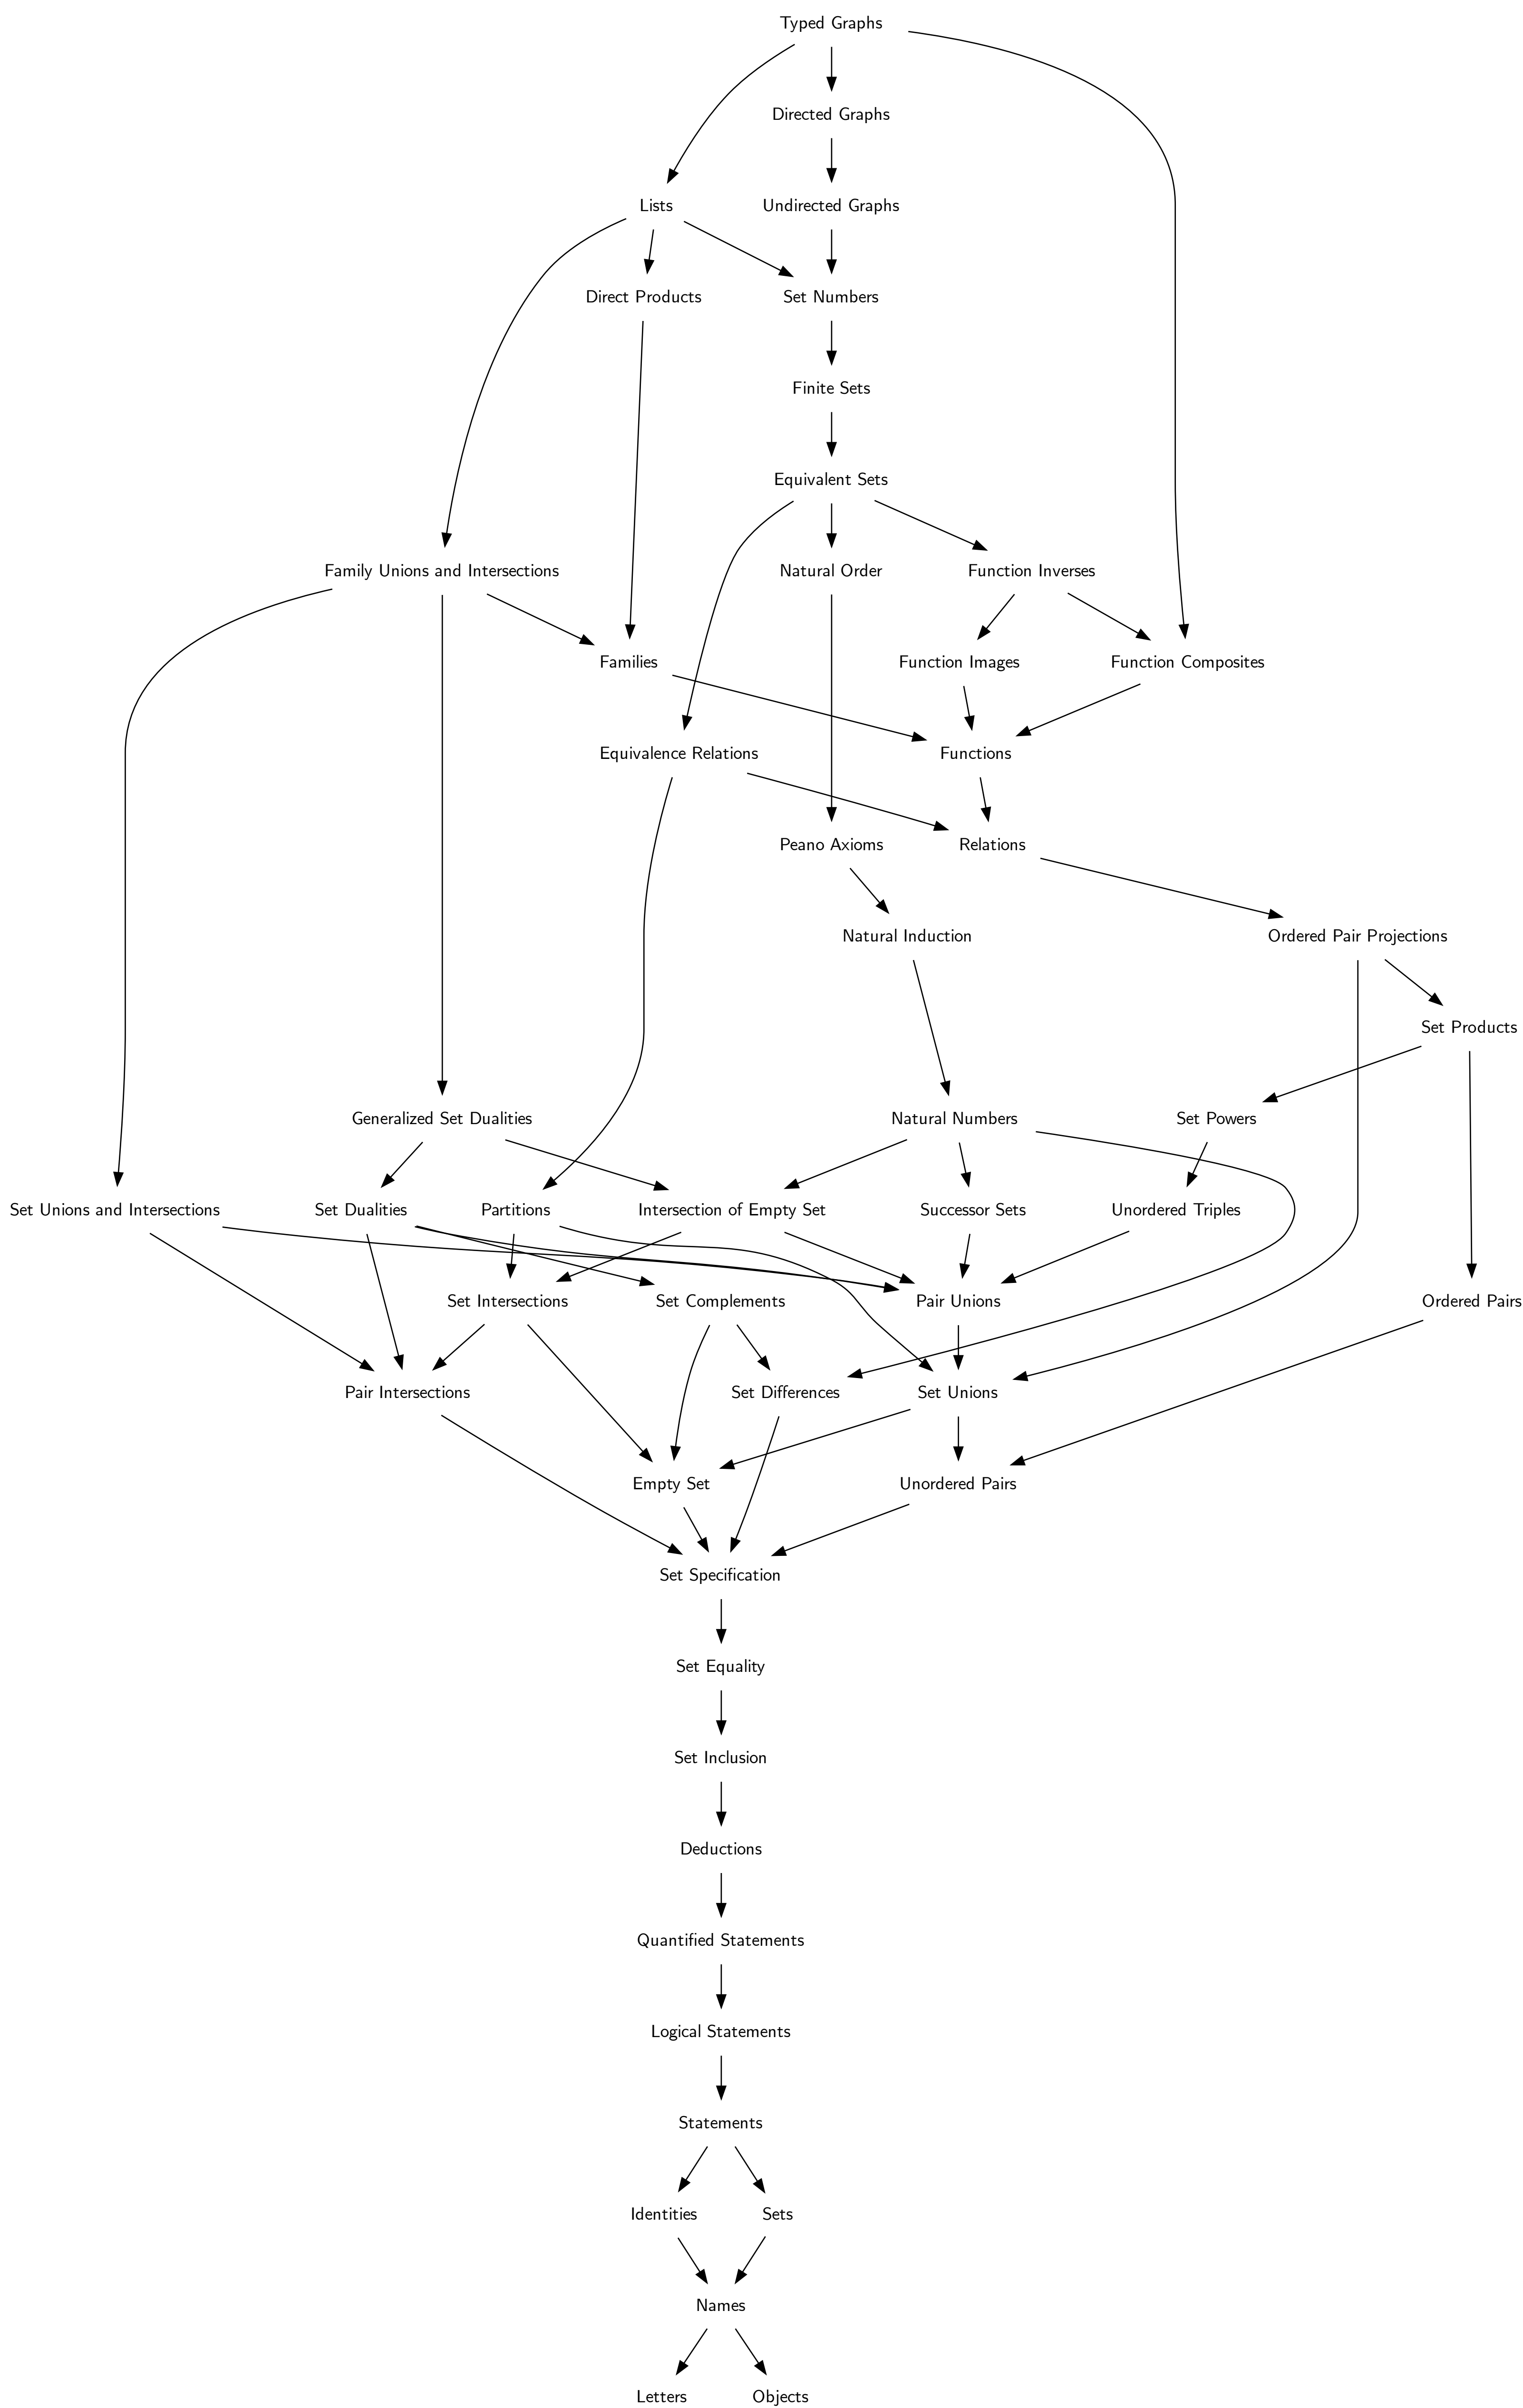 Typed Graphs
Directed Graphs
Lists
Undirected Graphs
Direct Products
Set Numbers
Finite Sets
Equivalent Sets
Family Unions and Intersections
Natural Order
Function Inverses
Families
Function Images
Function Composites
Equivalence Relations
Functions
Peano Axioms
Relations
Natural Induction
Ordered Pair Projections
Set Products
Generalized Set Dualities
Natural Numbers
Set Powers
Set Unions and Intersections
Set Dualities
Partitions
Intersection of Empty Set
Successor Sets
Unordered Triples
Set Intersections
Set Complements
Pair Unions
Ordered Pairs
Pair Intersections
Set Differences
Set Unions
Empty Set
Unordered Pairs
Set Specification
Set Equality
Set Inclusion
Deductions
Quantified Statements
Logical Statements
Statements
Identities
Sets
Names
Letters
Objects